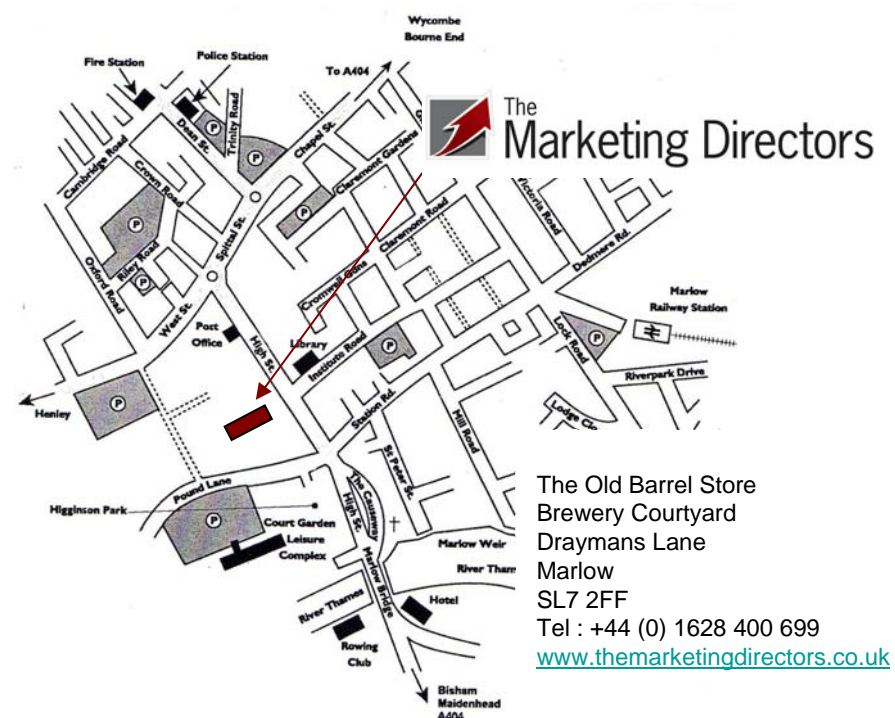 Wycombe
Bourne End
Police Station
Fire Station
To A404
The
Marketing Directors
Trinity Road
Dean St.
Chapel St.
Cambridge Road
Crown Road
Claremont Gardens
P
P
P
P
P
P
P
P
P
Victoria Road
Claremont Road
Dedmere Rd.
Oxford Road
Riley Road
Spittal St.
Cromwell Gdns
West St.
Marlow
Railway Station
Post
Office
High St.
Library
Institute Road
Lock Road
Riverpark Drive
Henley
Station Rd.
Mill Road
Lodge
St Peter St.
Pound Lane
Higginson Park
The Causeway
High St.
Court Garden
Leisure
Complex
Marlow Weir
River Tham
Marlow Bridge
River Thames
Hotel
Rowing
Club
Bisham
Maidenhead
A404
The Old Barrel Store
Brewery Courtyard
Draymans Lane
Marlow
SL7 2FF
Tel : +44 (0) 1628 400 699
www.themarketingdirectors.co.uk